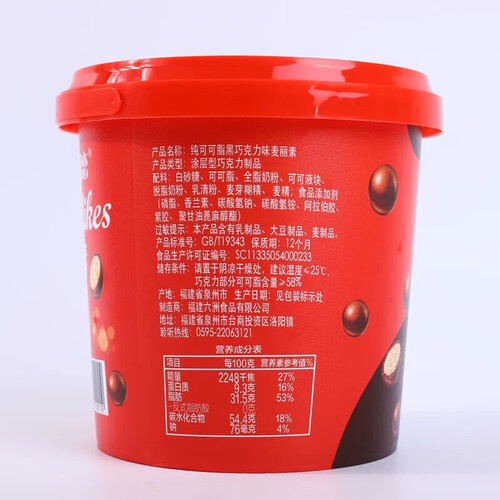 产品名称：纯可可脂黑巧克力味麦丽素
产品类型：涂层型巧克力制品
配料：白砂糖、可可脂、全脂奶粉、可可液块、
脱脂奶粉、乳清粉、麦芽糊精、麦精；食品添加剂
（磷脂、香兰素、碳酸氢钠、碳酸氢铵、阿拉伯胶、
紫胶、聚甘油蓖麻醇酯）
过敏提示：本产品含有乳制品、大豆制品、麦制品。
产品标准号：GB/T19343 保质期：12个月
食品生产许可证编号：SC11335054000233
储存条件：请置于阴凉干燥处，建议温度≤25℃，
巧克力部分可可脂含量≥58%
产地：福建省泉州市 生产日期：见包装标示处
制造商：福建六洲食品有限公司
地址：福建省泉州市台商投资区洛阳镇
聆听热线：0595-22063121
营养成分表
项目 每100克 营养素参考值%
能量 2248千焦 27%
蛋白质 9.3克 16%
脂肪 31.5克 53%
-反式脂肪酸 0克
碳水化合物 54.4克 18%
钠 76毫克 4%
kes